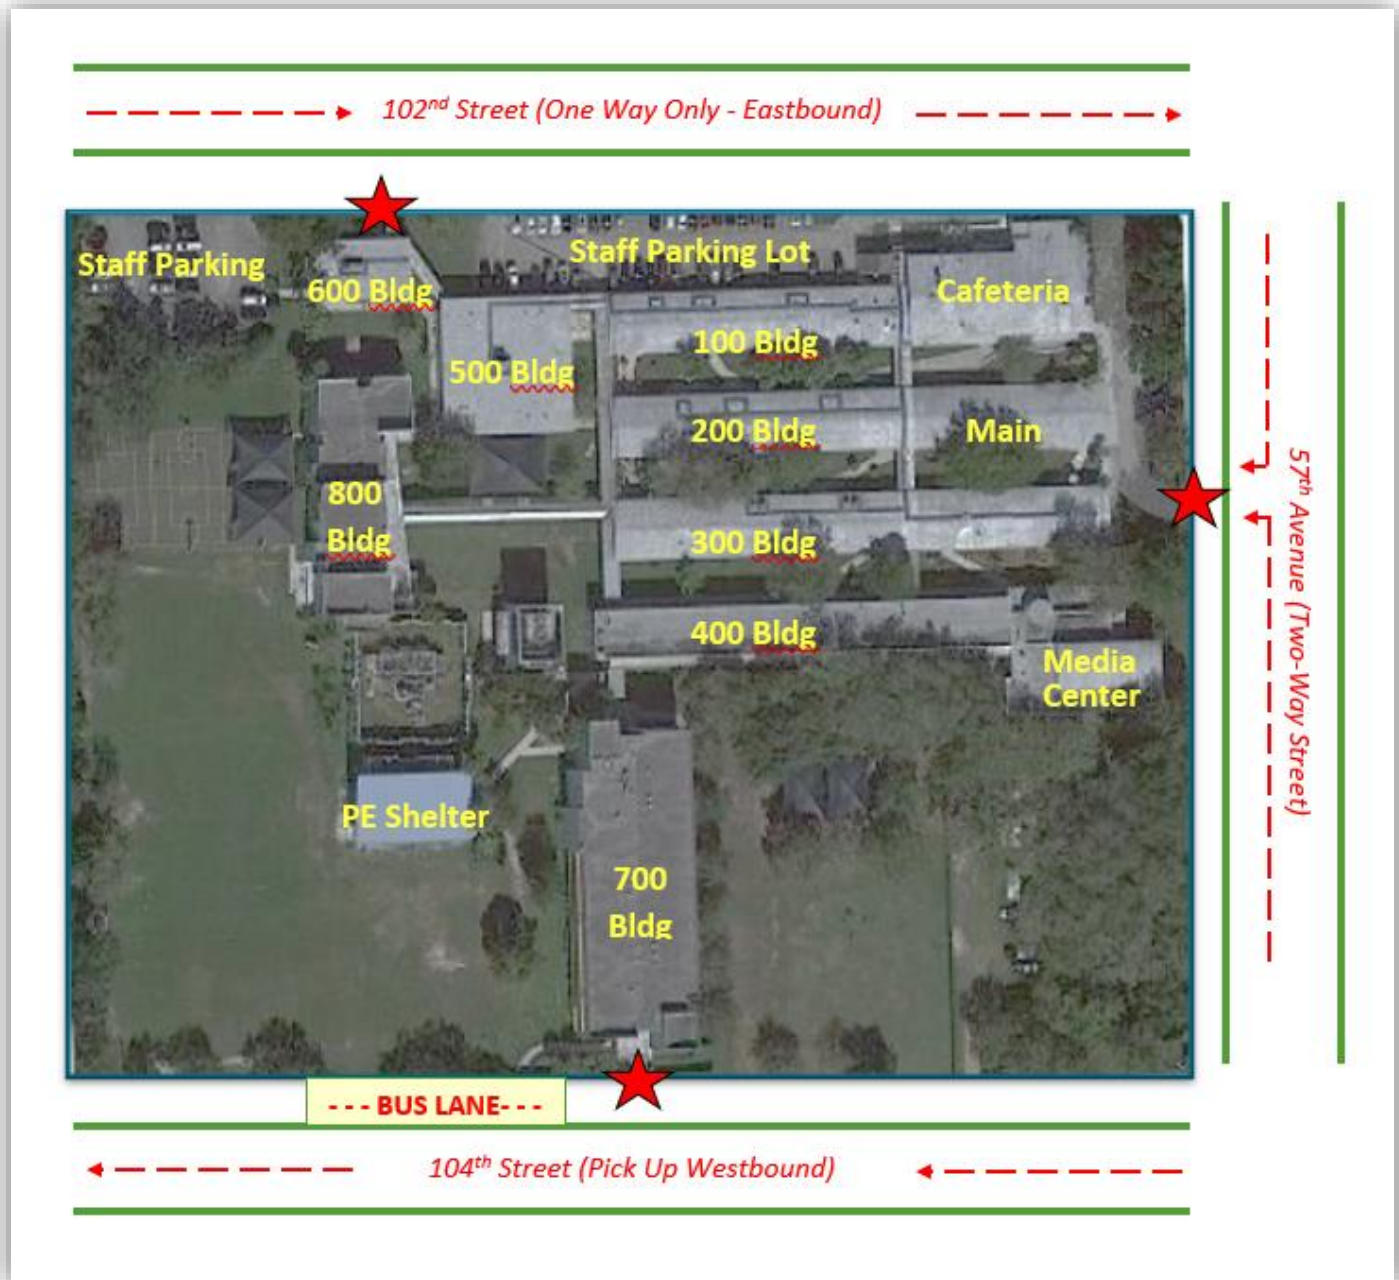 102nd Street (One Way Only - Eastbound)
Staff Parking
Staff Parking Lot
600 Bldg
Cafeteria
100 Bldg
500 Bldg
200 Bldg
Main
800
Bldg
300 Bldg
400 Bldg
Media
Center
57th Avenue (Two-Way Street)
PE Shelter
700
Bldg
- - - BUS LANE- - -
104th Street (Pick Up Westbound)